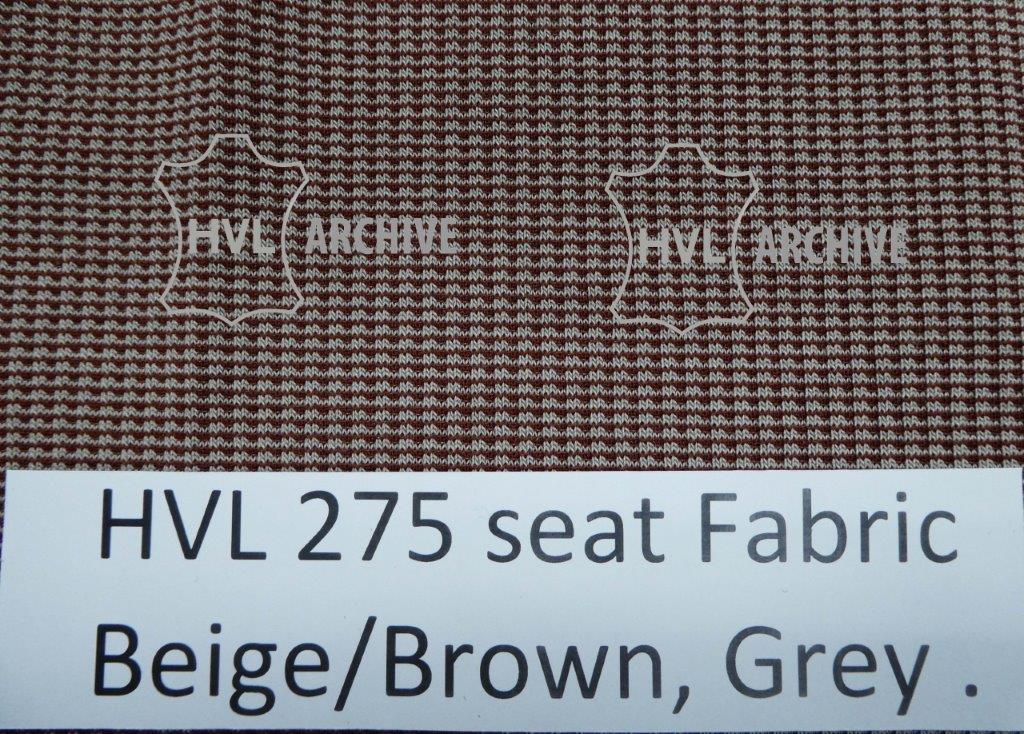 HVL ARCHIVE
HVL ARCHIVE
HVL 275 seat Fabric
Beige/Brown, Grey .